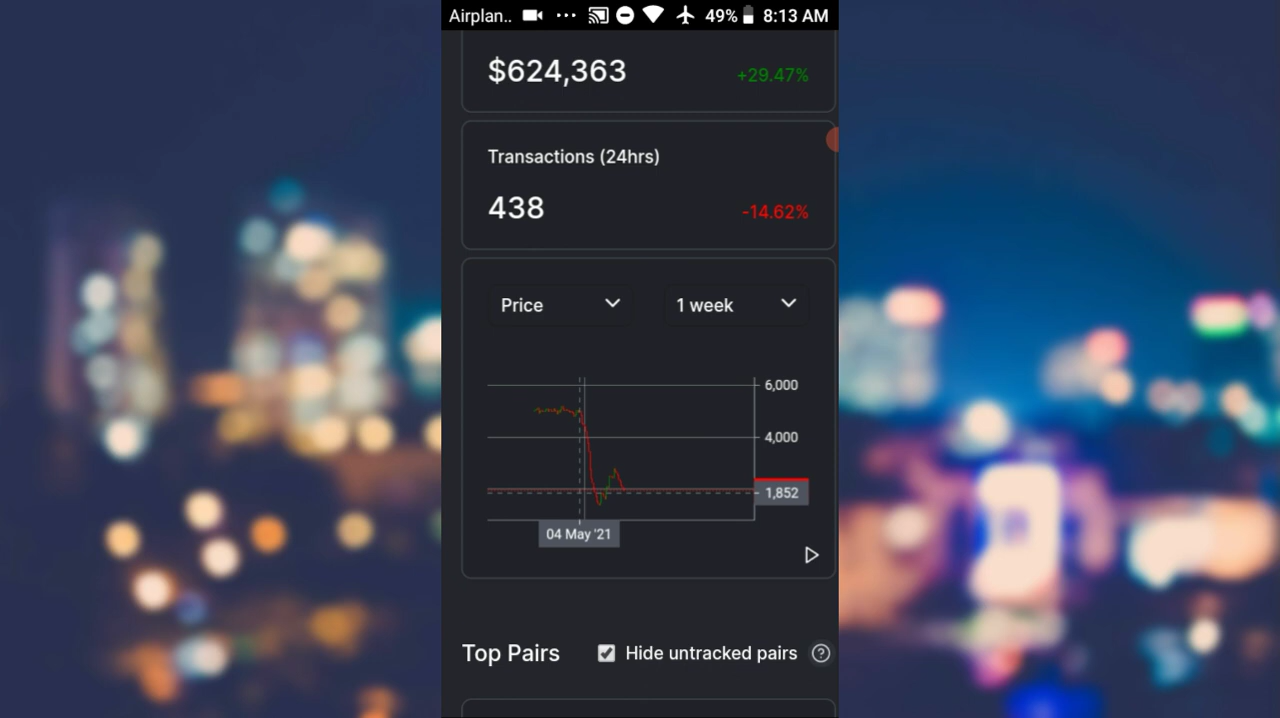 Airplan.. ... 49% 8:13 AM
$624,363 +29.47%
Transactions (24hrs)
438 -14.62%
Price 1 week
6,000
4,000
1,852
04 May '21
Top Pairs Hide untracked pairs ?